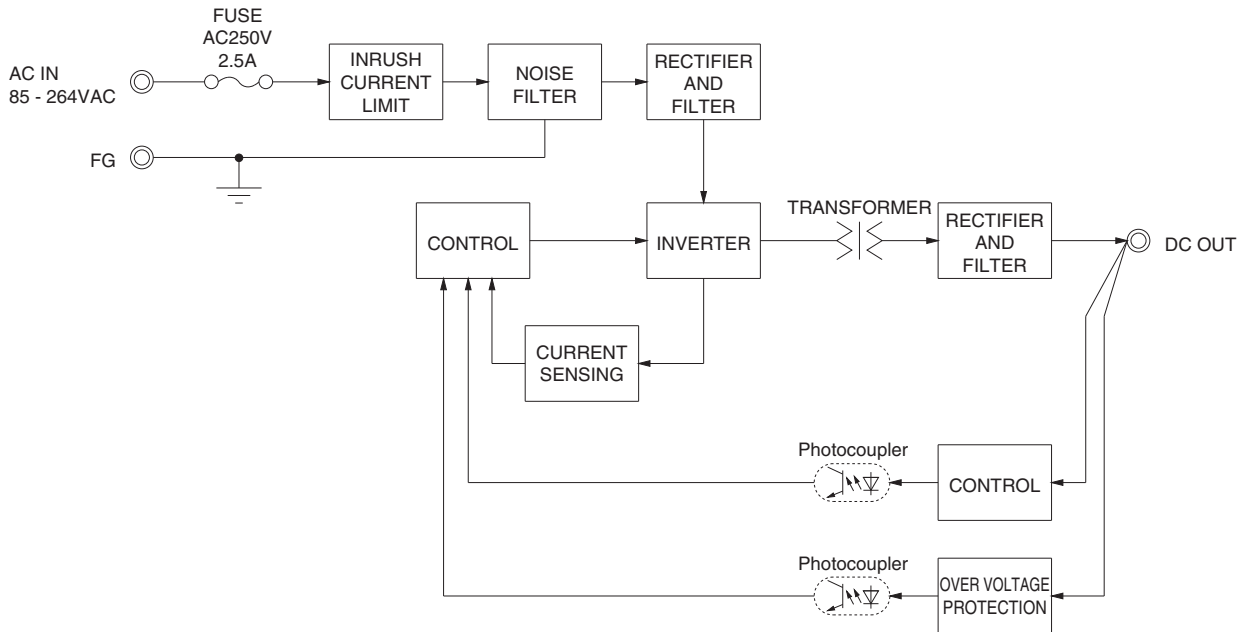 FUSE
AC250V
2.5A
AC IN
85 - 264VAC
INRUSH
CURRENT
LIMIT
NOISE
FILTER
RECTIFIER
AND
FILTER
FG
CONTROL
INVERTER
TRANSFORMER
RECTIFIER
AND
FILTER
DC OUT
CURRENT
SENSING
Photocoupler
CONTROL
Photocoupler
OVER VOLTAGE
PROTECTION